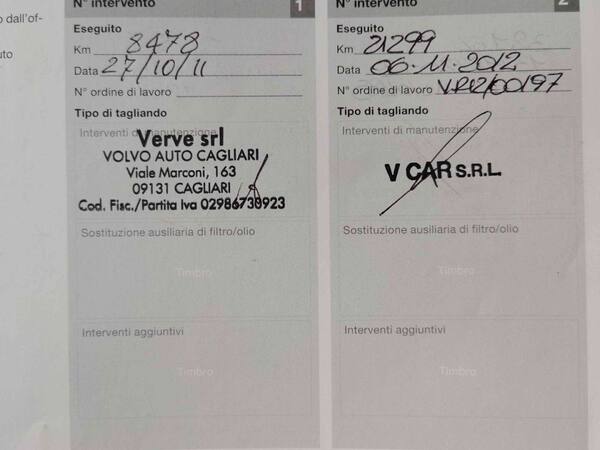 o dall'of-
uto
N° intervento 1
Eseguito
Km 8478
Data 27/10/11
N° ordine di lavoro
Tipo di tagliando
Interventi di manutenzione
Verve srl
VOLVO AUTO CAGLIARI
Viale Marconi, 163
09131 CAGLIARI
Cod. Fisc./Partita Iva 02986730923
Sostituzione ausiliaria di filtro/olio
Timbro
Interventi aggiuntivi
Timbro
N° intervento 2
Eseguito
Km 21299
Data 06.11.2012
N° ordine di lavoro VR12/00197
Tipo di tagliando
Interventi di manutenzione
V CAR S.R.L.
Sostituzione ausiliaria di filtro/olio
Timbro
Interventi aggiuntivi
Timbro